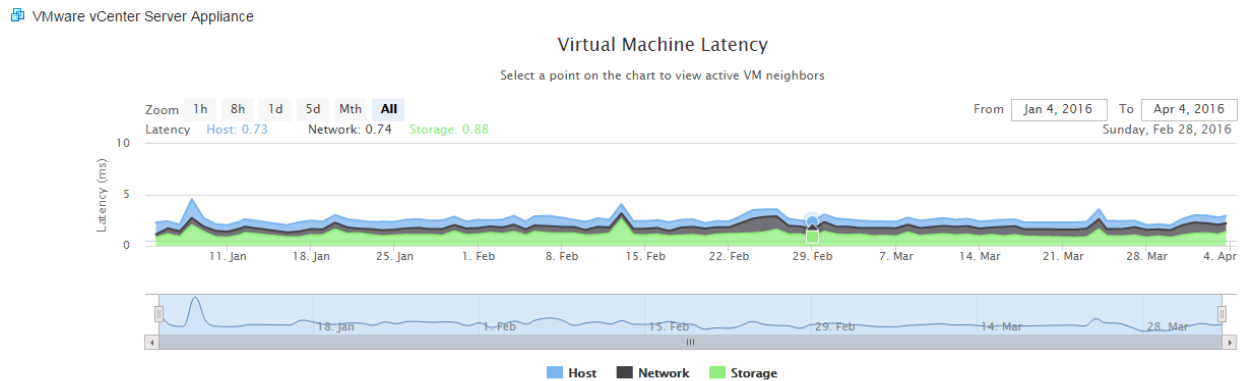 VMware vCenter Server Appliance
Virtual Machine Latency
Select a point on the chart to view active VM neighbors
Zoom 1h 8h 1d 5d Mth All From Jan 4, 2016 To Apr 4, 2016
Latency Host: 0.73 Network: 0.74 Storage: 0.88 Sunday, Feb 28, 2016
10
Latency (ms)
5
0
11. Jan 18. Jan 25. Jan 1. Feb 8. Feb 15. Feb 22. Feb 29. Feb 7. Mar 14. Mar 21. Mar 28. Mar 4. Apr
18. Jan 1. Feb 15. Feb 29. Feb 14. Mar 28. Mar
Host Network Storage